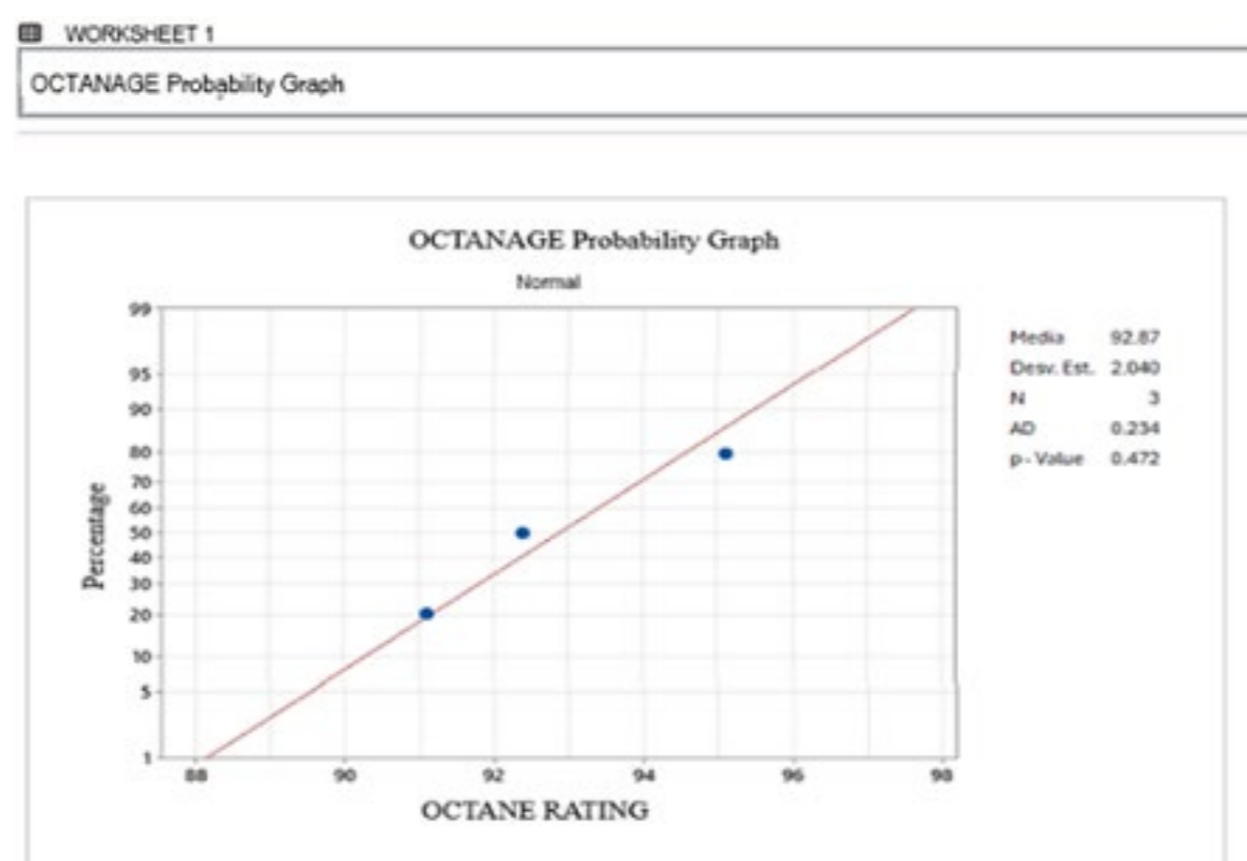 WORKSHEET 1
OCTANAGE Probability Graph
OCTANAGE Probability Graph
Normal
99
95
90
80
70
60
50
40
30
20
10
5
1
Percentage
88 90 92 94 96 98
OCTANE RATING
Media 92.87
Desv. Est. 2.040
N 3
AD 0.234
p-Value 0.472